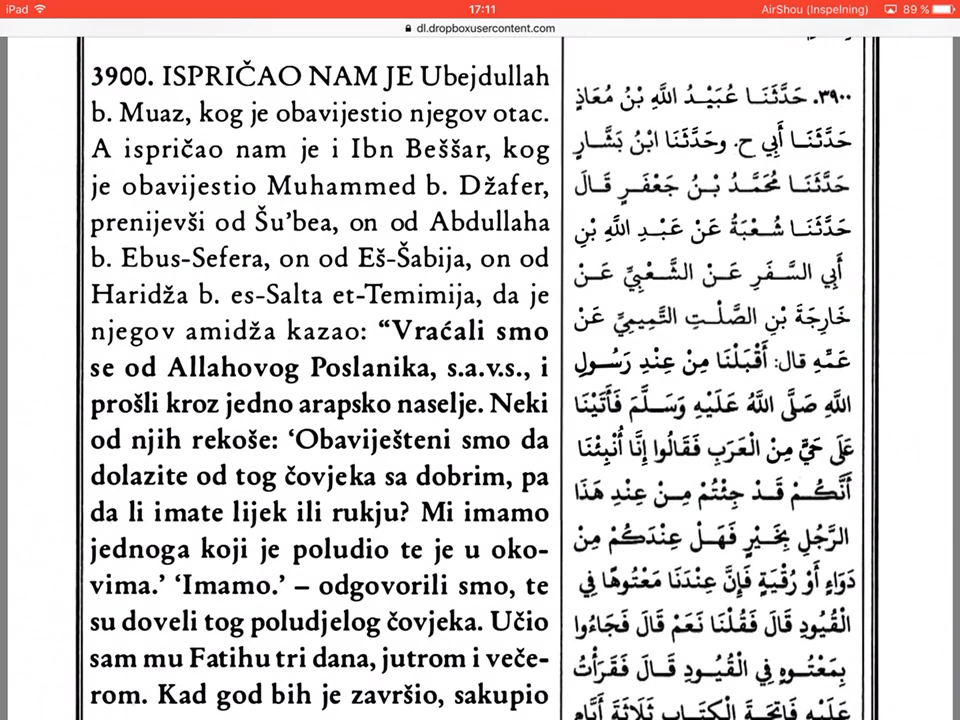 iPad 17:11 AirShou (Inspelning) 89 %
dl.dropboxusercontent.com
3900. ISPRIČAO NAM JE Ubejdullah
b. Muaz, kog je obavijestio njegov otac.
A ispričao nam je i Ibn Beššar, kog
je obavijestio Muhammed b. Džafer,
prenijevši od Šu’bea, on od Abdullaha
b. Ebus-Sefera, on od Eš-Šabija, on od
Haridža b. es-Salta et-Temimija, da je
njegov amidža kazao: “Vraćali smo
se od Allahovog Poslanika, s.a.v.s., i
prošli kroz jedno arapsko naselje. Neki
od njih rekoše: ‘Obaviješteni smo da
dolazite od tog čovjeka sa dobrim, pa
da li imate lijek ili rukju? Mi imamo
jednoga koji je poludio te je u oko-
vima.’ ‘Imamo.’ – odgovorili smo, te
su doveli tog poludjelog čovjeka. Učio
sam mu Fatihu tri dana, jutrom i veče-
rom. Kad god bih je završio, sakupio
٣٩٠٠. حَدَّثَنَا عُبَيْدُ اللَّهِ بْنُ مُعَاذٍ
حَدَّثَنَا أَبِي ح. وحَدَّثَنَا ابْنُ بَشَّارٍ
حَدَّثَنَا مُحَمَّدُ بْنُ جَعْفَرٍ قَالَ
حَدَّثَنَا شُعْبَةُ عَنْ عَبْدِ اللَّهِ بْنِ
أَبِي السَّفَرِ عَنْ الشَّعْبِيِّ عَنْ
خَارِجَةَ بْنِ الصَّلْتِ التَّمِيمِيِّ عَنْ
عَمِّهِ قال: أَقْبَلْنَا مِنْ عِنْدِ رَسُولِ
اللَّهِ صَلَّى اللَّهُ عَلَيْهِ وَسَلَّمَ فَأَتَيْنَا
عَلَى حَيٍّ مِنْ الْعَرَبِ فَقَالُوا إِنَّا أُنْبِئْنَا
أَنَّكُمْ قَدْ جِئْتُمْ مِنْ عِنْدِ هَذَا
الرَّجُلِ بِخَيْرٍ فَهَلْ عِنْدَكُمْ مِنْ
دَوَاءٍ أَوْ رُقْيَةٍ فَإِنَّ عِنْدَنَا مَعْتُوهًا فِي
الْقُيُودِ قَالَ فَقُلْنَا نَعَمْ قَالَ فَجَاءُوا
بِمَعْتُوهٍ فِي الْقُيُودِ قَالَ فَقَرَأْتُ
عَلَيْهِ فَاتِحَةَ الْكِتَابِ ثَلَاثَةَ أَيَّامٍ